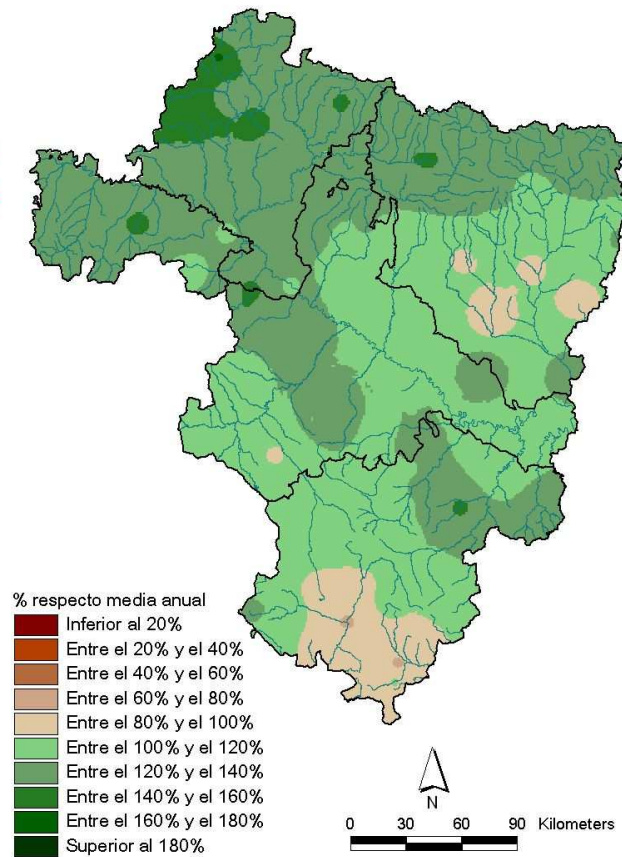 % respecto media anual
Inferior al 20%
Entre el 20% y el 40%
Entre el 40% y el 60%
Entre el 60% y el 80%
Entre el 80% y el 100%
Entre el 100% y el 120%
Entre el 120% y el 140%
Entre el 140% y el 160%
Entre el 160% y el 180%
Superior al 180%
N
0 30 60 90 Kilometers